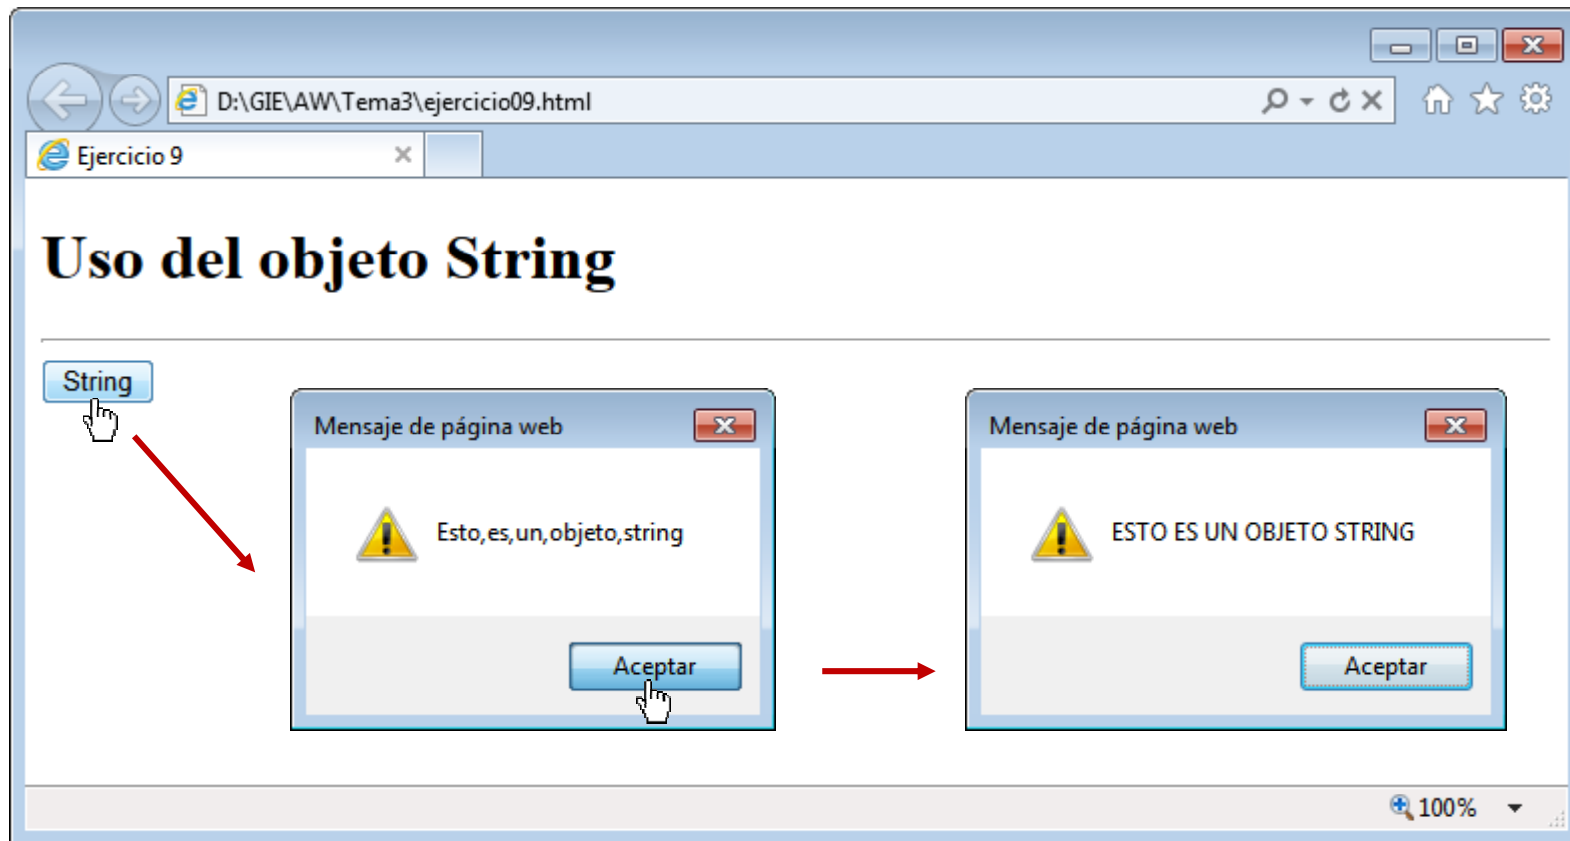 D:\GIE\AW\Tema3\ejercicio09.html
Ejercicio 9
Uso del objeto String
String
Mensaje de página web
Esto,es,un,objeto,string
Aceptar
Mensaje de página web
ESTO ES UN OBJETO STRING
Aceptar
100%